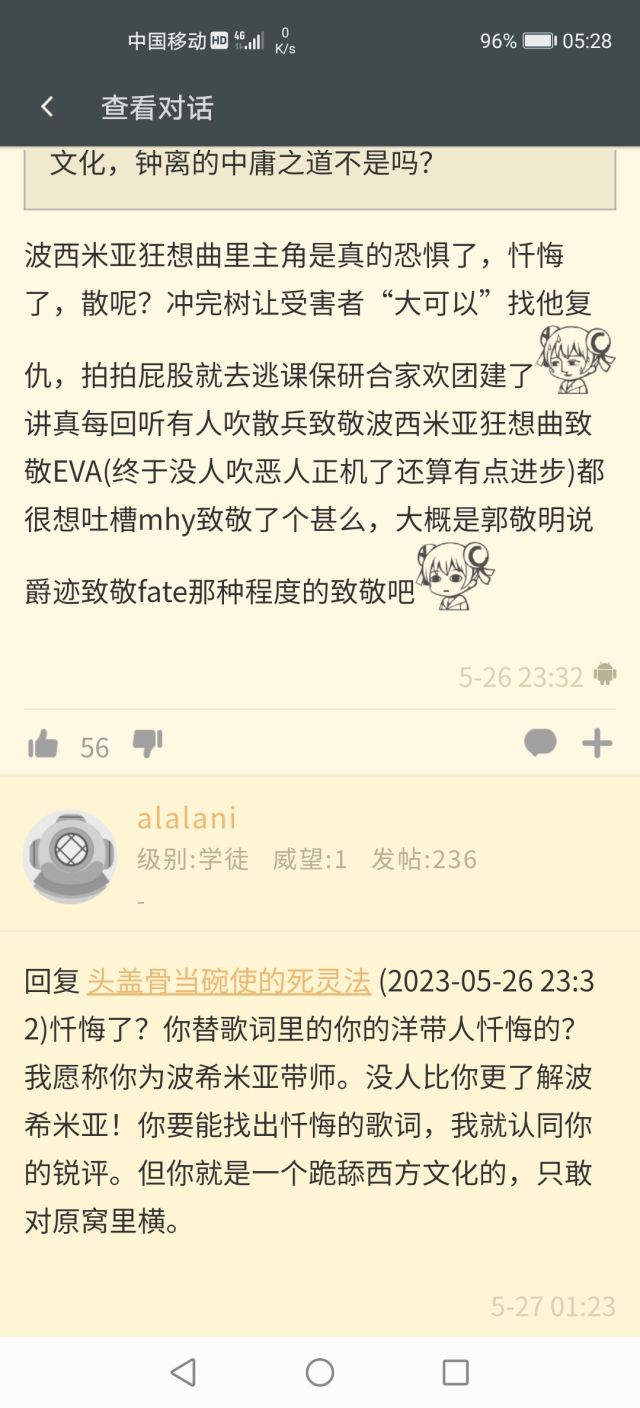 中国移动 HD 4G 0 K/s 96% 05:28
查看对话
文化，钟离的中庸之道不是吗？
波西米亚狂想曲里主角是真的恐惧了，忏悔
了，散呢？冲完树让受害者“大可以”找他复
仇，拍拍屁股就去逃课保研合家欢团建了
讲真每回听有人吹散兵致敬波西米亚狂想曲致
敬EVA(终于没人吹恶人正机了还算有点进步)都
很想吐槽mhy致敬了个甚么，大概是郭敬明说
爵迹致敬fate那种程度的致敬吧
5-26 23:32
56
alalani
级别:学徒 威望:1 发帖:236
-
回复 头盖骨当碗使的死灵法 (2023-05-26 23:3
2)忏悔了？你替歌词里的你的洋带人忏悔的？
我愿称你为波希米亚带师。没人比你更了解波
希米亚！你要能找出忏悔的歌词，我就认同你
的锐评。但你就是一个跪舔西方文化的，只敢
对原窝里横。
5-27 01:23